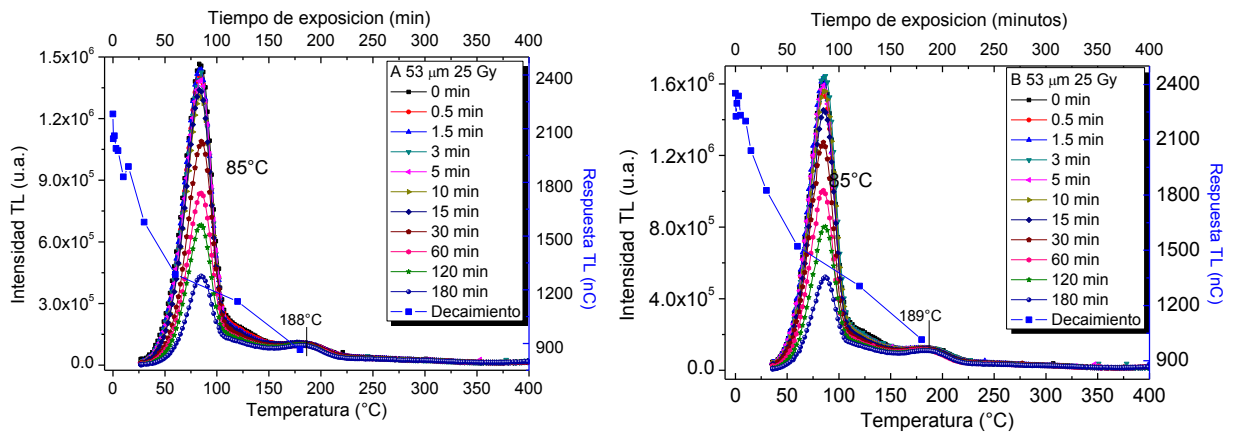 Tiempo de exposicion (min)
0 50 100 150 200 250 300 350 400
Intensidad TL (u.a.)
1.5x10⁶
1.2x10⁶
9.0x10⁵
6.0x10⁵
3.0x10⁵
0.0
85°C
188°C
A 53 μm 25 Gy
0 min
0.5 min
1.5 min
3 min
5 min
10 min
15 min
30 min
60 min
120 min
180 min
Decaimiento
2400
2100
1800
1500
1200
900
Respuesta TL (nC)
0 50 100 150 200 250 300 350 400
Temperatura (°C)
Tiempo de exposicion (minutos)
0 50 100 150 200 250 300 350 400
Intensidad TL (u.a.)
1.6x10⁶
1.2x10⁶
8.0x10⁵
4.0x10⁵
0.0
85°C
189°C
B 53 μm 25 Gy
0 min
0.5 min
1.5 min
3 min
5 min
10 min
15 min
30 min
60 min
120 min
180 min
Decaimiento
2400
2100
1800
1500
1200
900
Respuesta TL (nC)
0 50 100 150 200 250 300 350 400
Temperatura (°C)